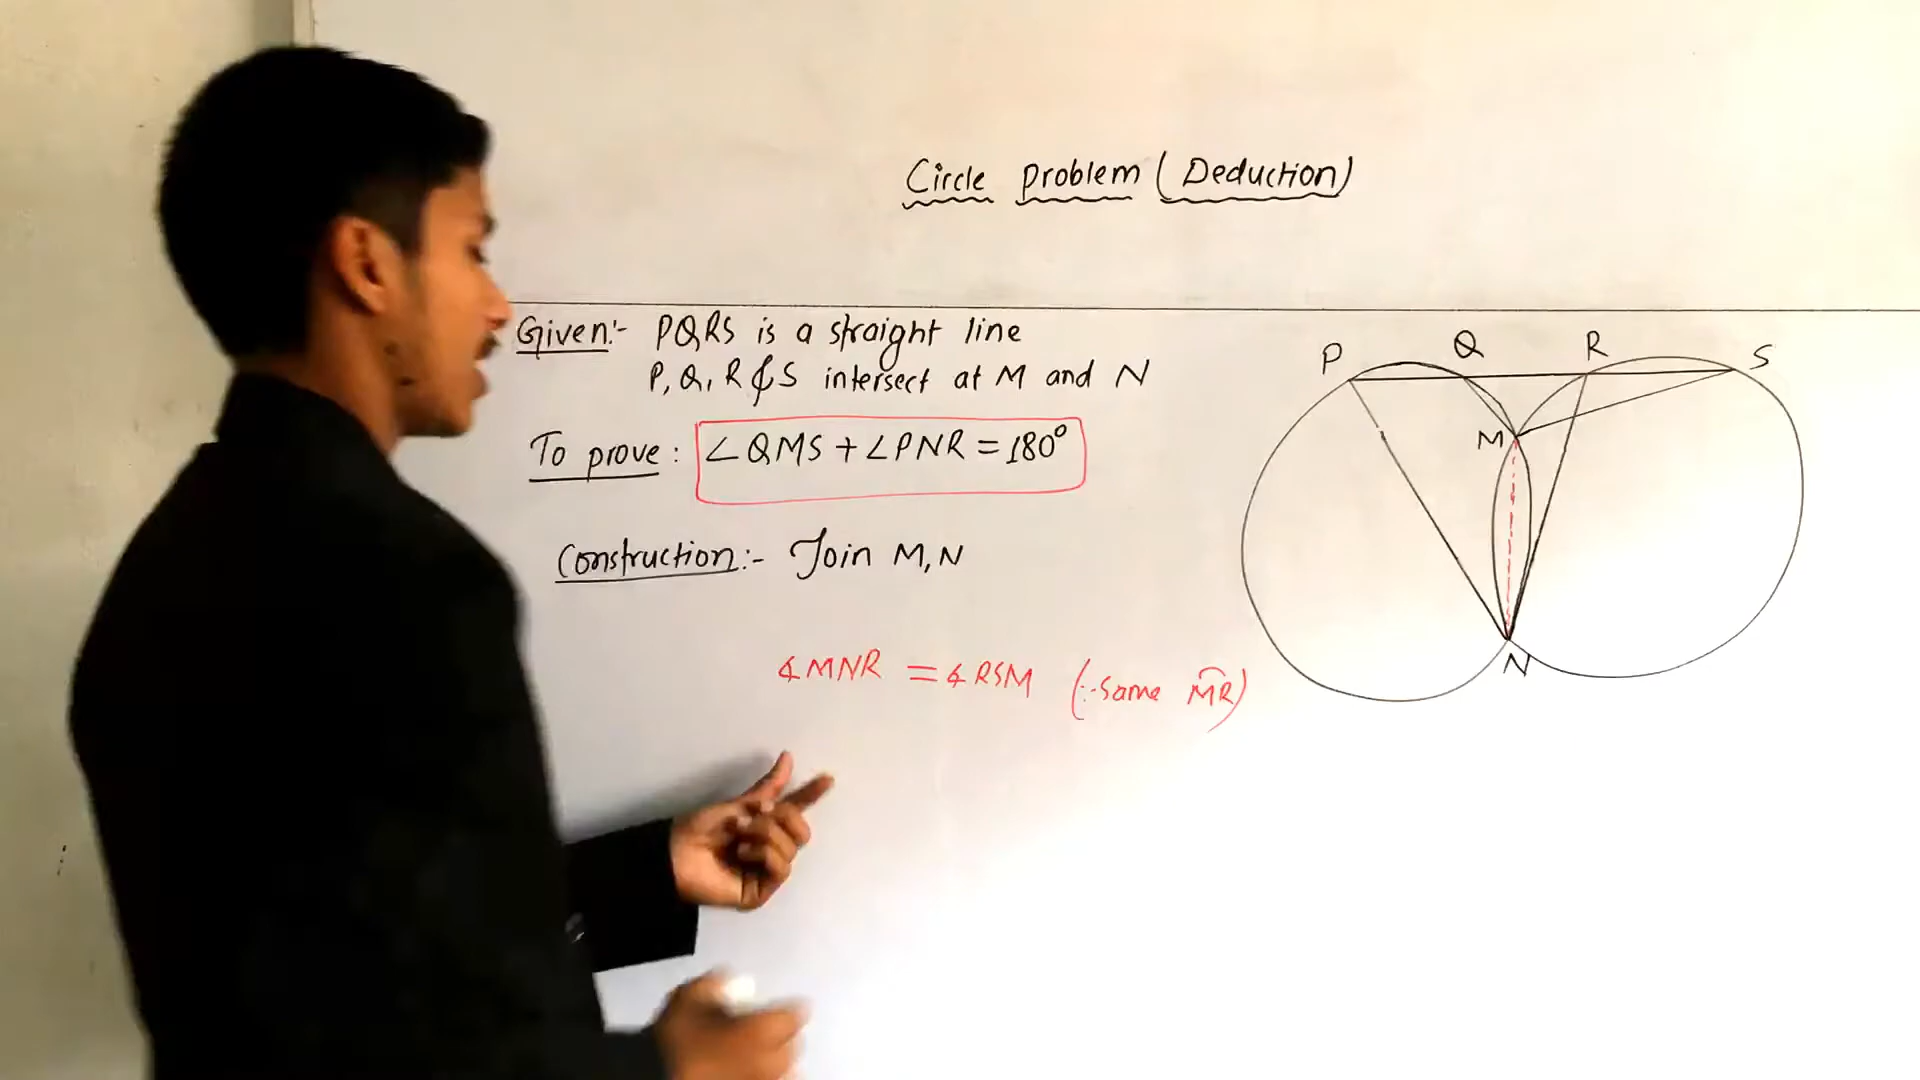 Circle problem (Deduction)
Given:- PQRS is a straight line
P, Q, R & S intersect at M and N
To prove: ∠QMS + ∠PNR = 180°
Construction:- Join M, N
∡MNR = ∡RSM (∵ same M͡R)
P Q R S
M
N